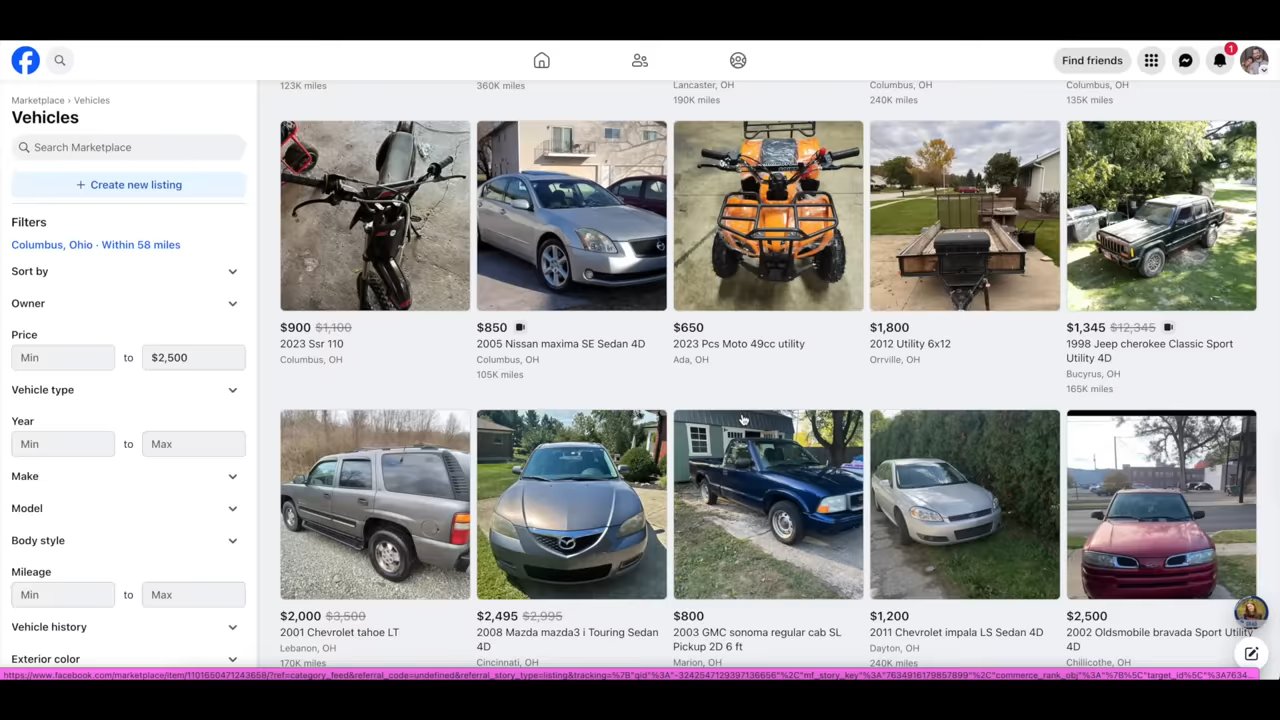 1
Find friends
Marketplace › Vehicles
Vehicles
Search Marketplace
+ Create new listing
Filters
Columbus, Ohio · Within 58 miles
Sort by
Owner
Price
Min to $2,500
Vehicle type
Year
Min to Max
Make
Model
Body style
Mileage
Min to Max
Vehicle history
Exterior color
123K miles
360K miles
Lancaster, OH
190K miles
Columbus, OH
240K miles
Columbus, OH
135K miles
$900 $1,100
2023 Ssr 110
Columbus, OH
$850
2005 Nissan maxima SE Sedan 4D
Columbus, OH
105K miles
$650
2023 Pcs Moto 49cc utility
Ada, OH
$1,800
2012 Utility 6x12
Orrville, OH
$1,345 $12,345
1998 Jeep cherokee Classic Sport
Utility 4D
Bucyrus, OH
165K miles
$2,000 $3,500
2001 Chevrolet tahoe LT
Lebanon, OH
170K miles
$2,495 $2,995
2008 Mazda mazda3 i Touring Sedan
4D
Cincinnati, OH
$800
2003 GMC sonoma regular cab SL
Pickup 2D 6 ft
Marion, OH
$1,200
2011 Chevrolet impala LS Sedan 4D
Dayton, OH
240K miles
$2,500
2002 Oldsmobile bravada Sport Utility
4D
Chillicothe, OH